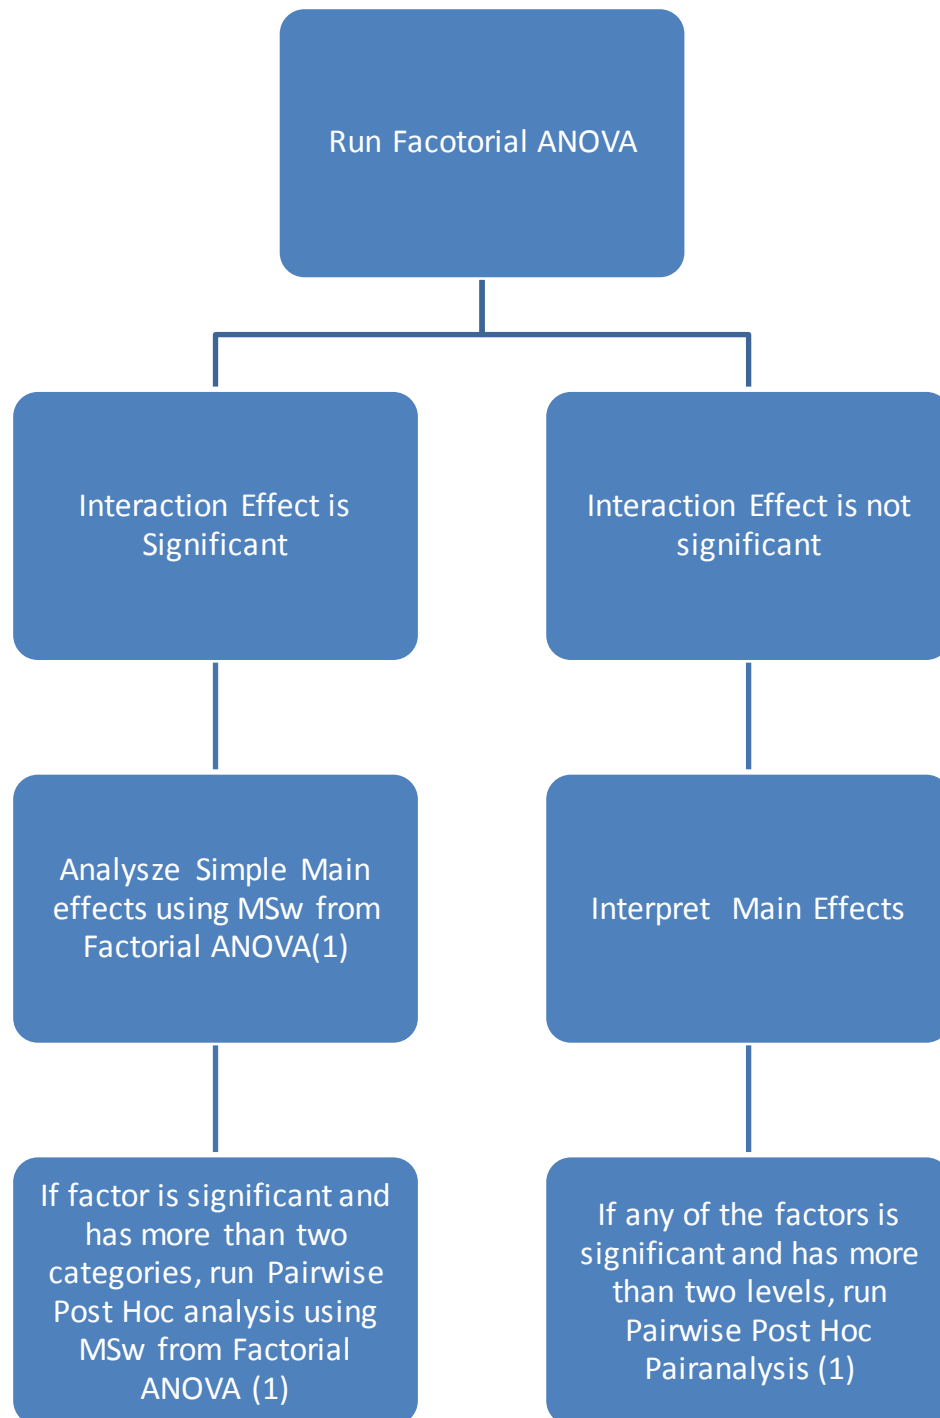 Run Facotorial ANOVA
Interaction Effect is
Significant
Interaction Effect is not
significant
Analysze Simple Main
effects using MSw from
Factorial ANOVA(1)
Interpret Main Effects
If factor is significant and
has more than two
categories, run Pairwise
Post Hoc analysis using
MSw from Factorial
ANOVA (1)
If any of the factors is
significant and has more
than two levels, run
Pairwise Post Hoc
Pairanalysis (1)